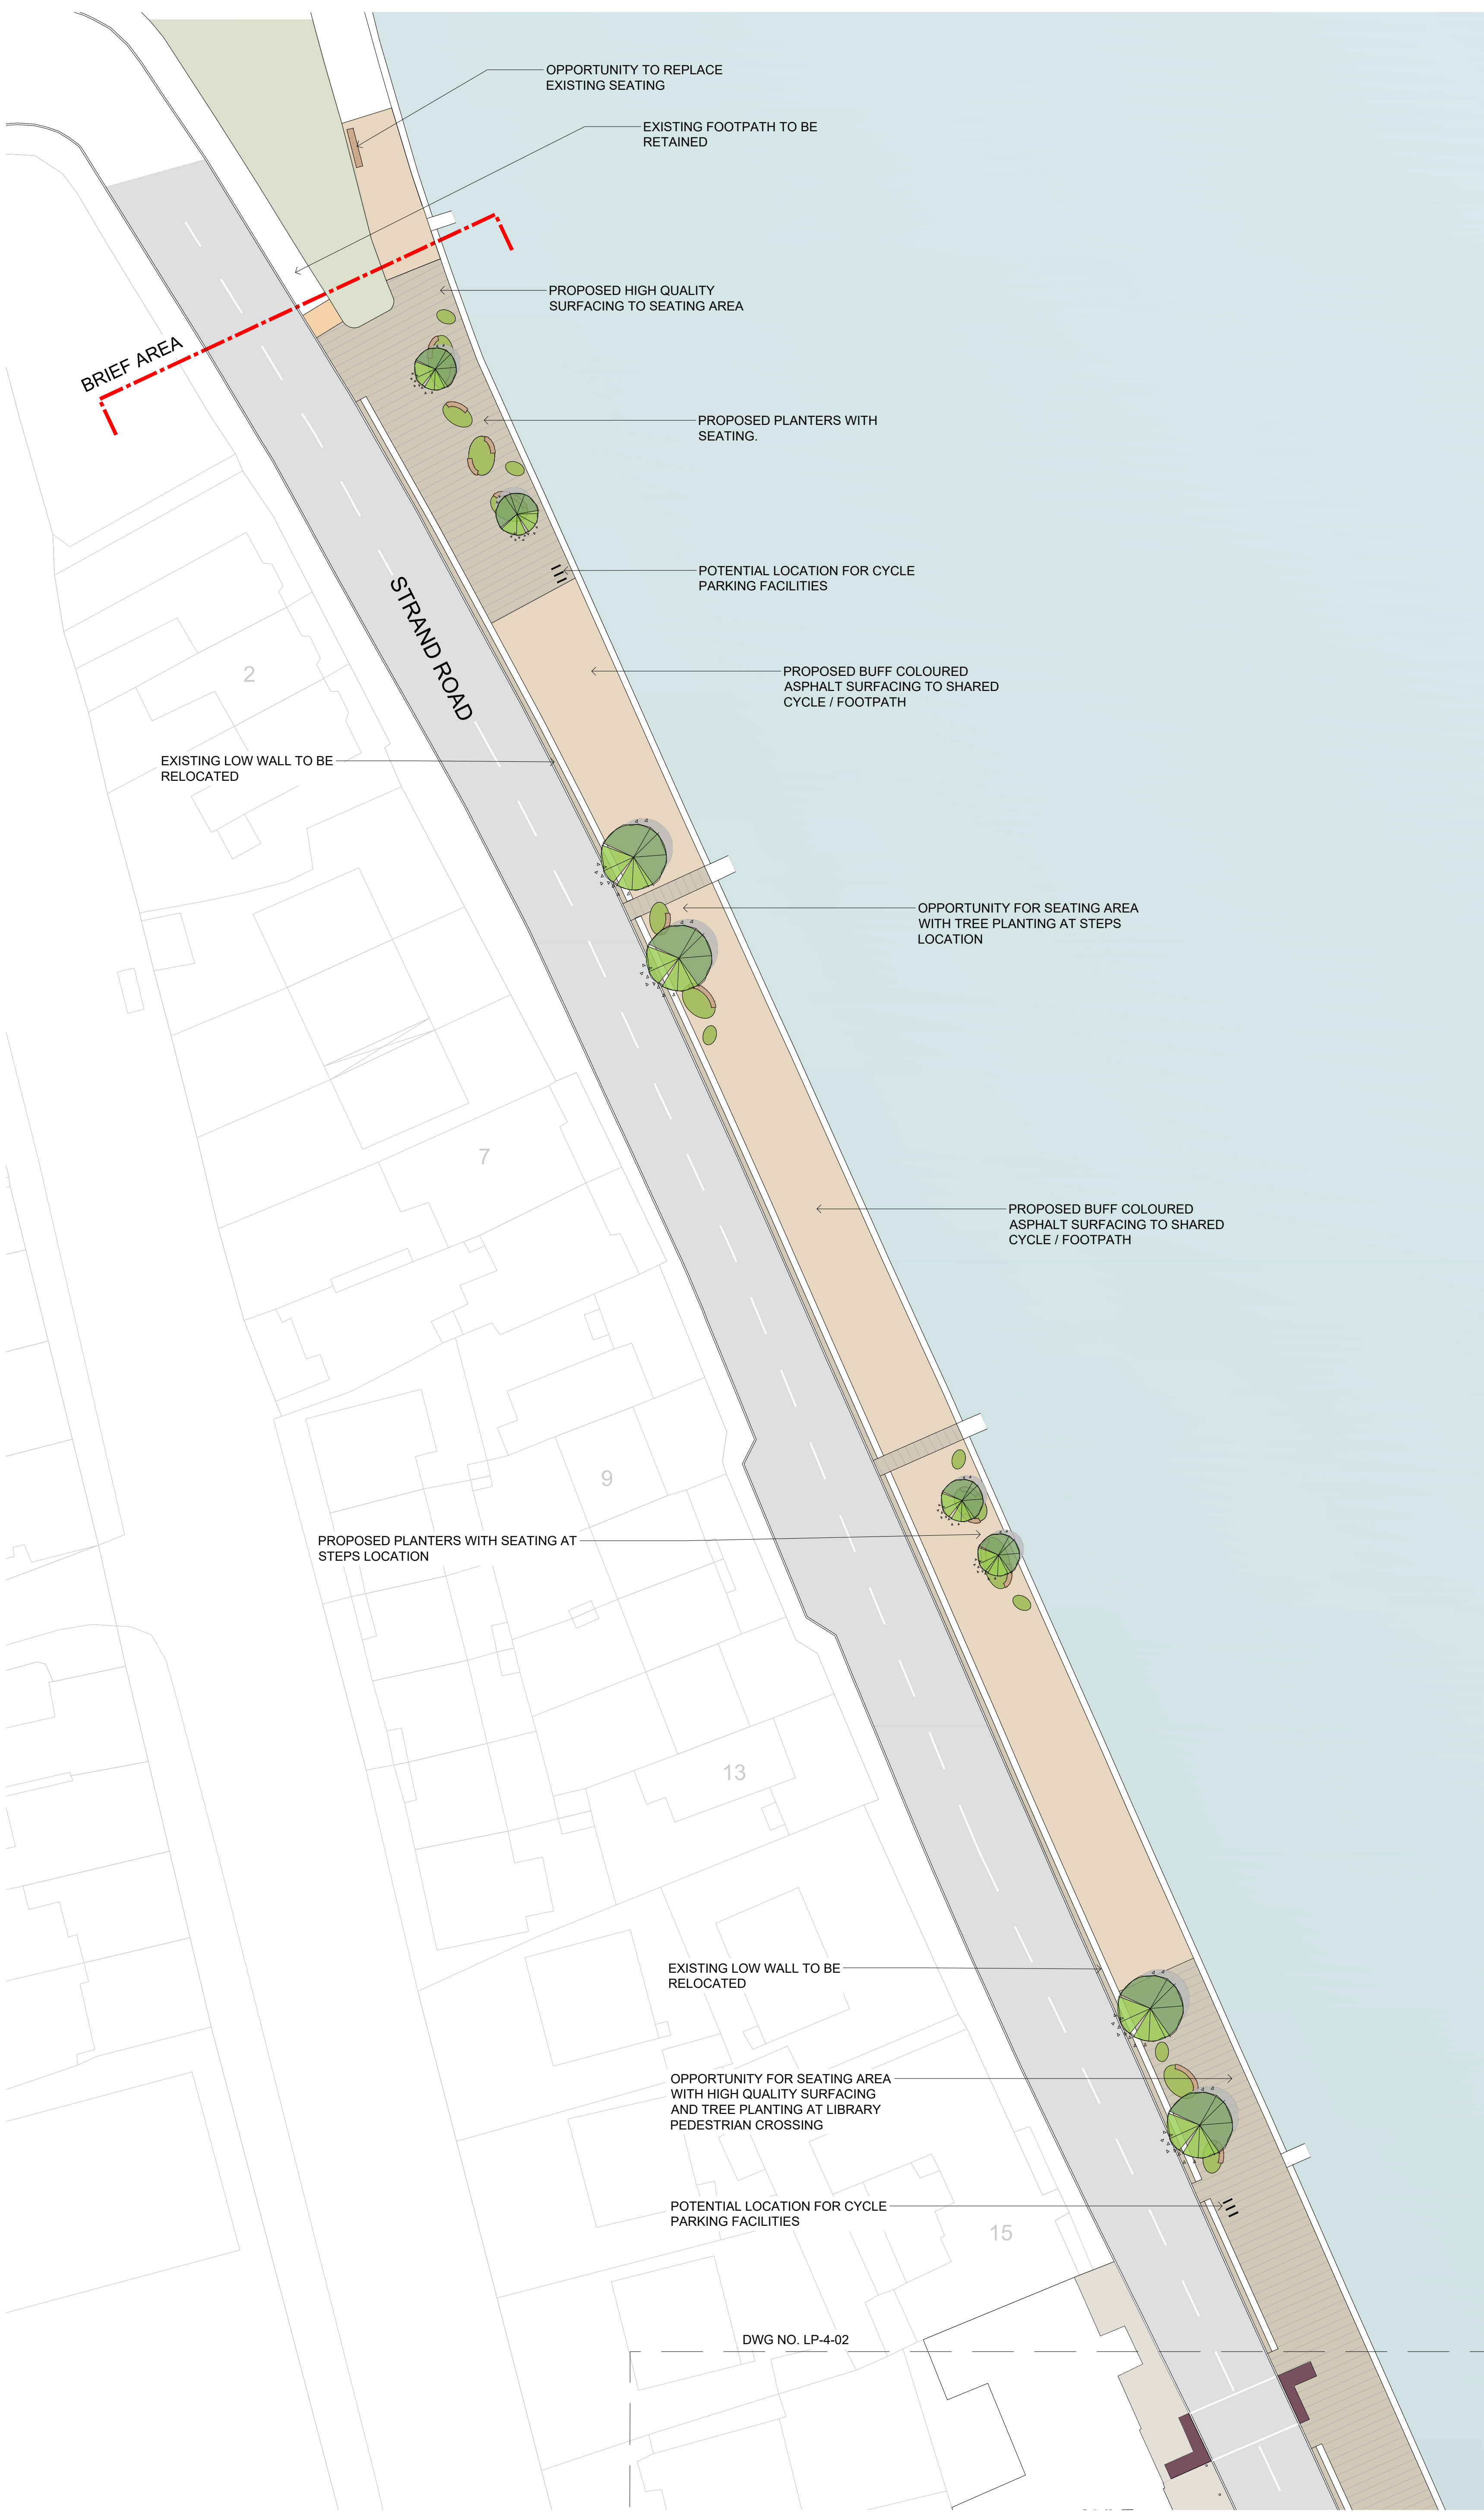 OPPORTUNITY TO REPLACE
EXISTING SEATING
EXISTING FOOTPATH TO BE
RETAINED
PROPOSED HIGH QUALITY
SURFACING TO SEATING AREA
BRIEF AREA
PROPOSED PLANTERS WITH
SEATING.
POTENTIAL LOCATION FOR CYCLE
PARKING FACILITIES
STRAND ROAD
2
PROPOSED BUFF COLOURED
ASPHALT SURFACING TO SHARED
CYCLE / FOOTPATH
EXISTING LOW WALL TO BE
RELOCATED
OPPORTUNITY FOR SEATING AREA
WITH TREE PLANTING AT STEPS
LOCATION
7
PROPOSED BUFF COLOURED
ASPHALT SURFACING TO SHARED
CYCLE / FOOTPATH
9
PROPOSED PLANTERS WITH SEATING AT
STEPS LOCATION
13
EXISTING LOW WALL TO BE
RELOCATED
OPPORTUNITY FOR SEATING AREA
WITH HIGH QUALITY SURFACING
AND TREE PLANTING AT LIBRARY
PEDESTRIAN CROSSING
POTENTIAL LOCATION FOR CYCLE
PARKING FACILITIES
15
DWG NO. LP-4-02